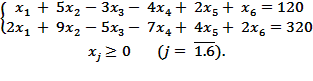 x₁ + 5x₂ − 3x₃ − 4x₄ + 2x₅ + x₆ = 120
2x₁ + 9x₂ − 5x₃ − 7x₄ + 4x₅ + 2x₆ = 320
xⱼ ≥ 0 (j = 1.6).